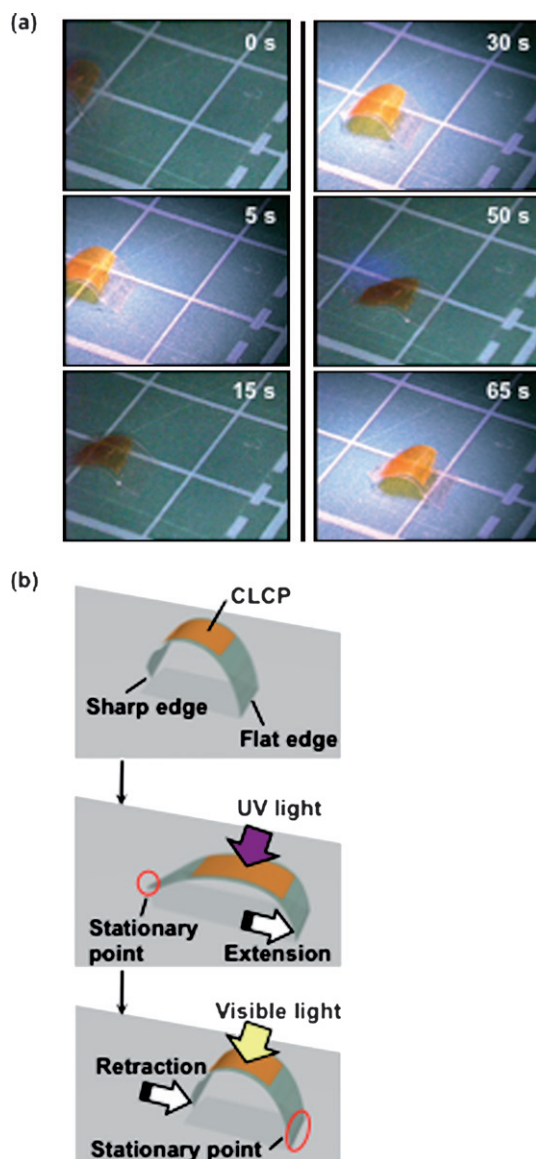 (a)
0 s
30 s
5 s
50 s
15 s
65 s
(b)
CLCP
Sharp edge
Flat edge
UV light
Stationary
point
Extension
Visible light
Retraction
Stationary point